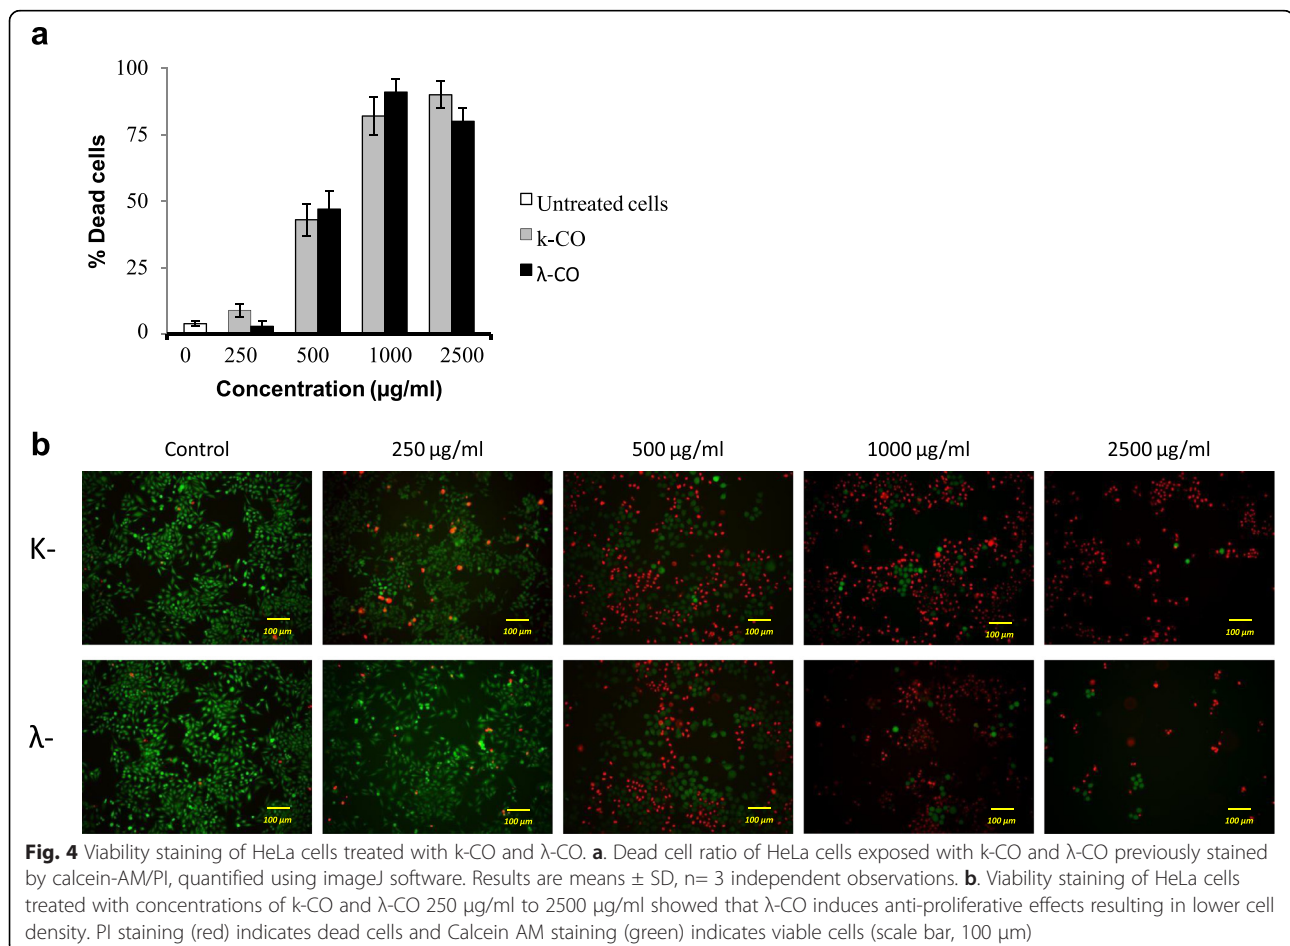 a
100
75
50
25
0
% Dead cells
0 250 500 1000 2500
Concentration (µg/ml)
Untreated cells
k-CO
λ-CO
b
Control 250 µg/ml 500 µg/ml 1000 µg/ml 2500 µg/ml
K-
100 µm 100 µm 100 µm 100 µm 100 µm
λ-
100 µm 100 µm 100 µm 100 µm 100 µm
Fig. 4 Viability staining of HeLa cells treated with k-CO and λ-CO. a. Dead cell ratio of HeLa cells exposed with k-CO and λ-CO previously stained
by calcein-AM/PI, quantified using imageJ software. Results are means ± SD, n= 3 independent observations. b. Viability staining of HeLa cells
treated with concentrations of k-CO and λ-CO 250 µg/ml to 2500 µg/ml showed that λ-CO induces anti-proliferative effects resulting in lower cell
density. PI staining (red) indicates dead cells and Calcein AM staining (green) indicates viable cells (scale bar, 100 µm)